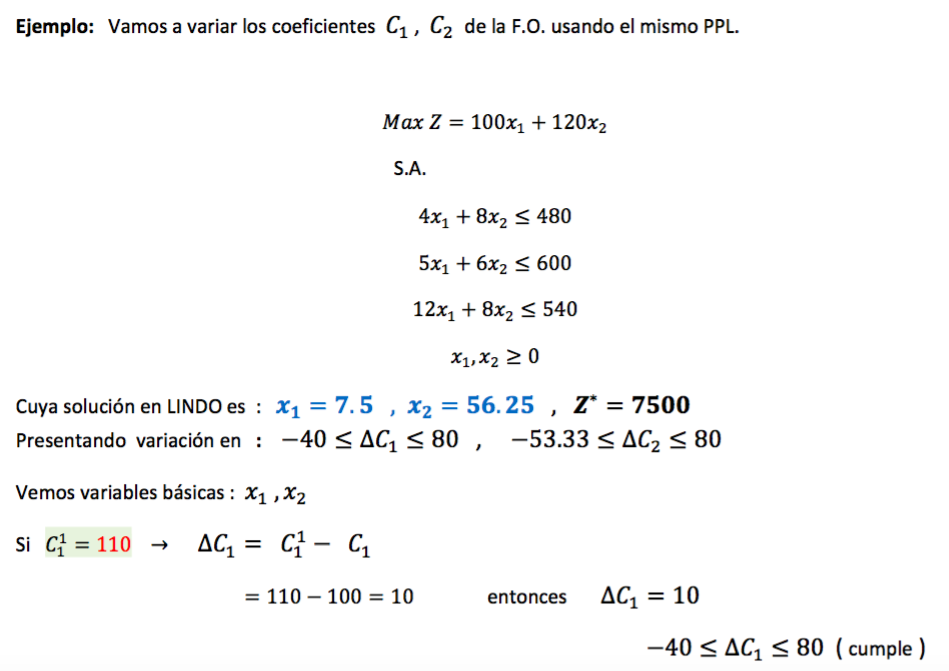 Ejemplo: Vamos a variar los coeficientes C₁ , C₂ de la F.O. usando el mismo PPL.
Max Z = 100x₁ + 120x₂
S.A.
4x₁ + 8x₂ ≤ 480
5x₁ + 6x₂ ≤ 600
12x₁ + 8x₂ ≤ 540
x₁, x₂ ≥ 0
Cuya solución en LINDO es : x₁ = 7.5 , x₂ = 56.25 , Z* = 7500
Presentando variación en : −40 ≤ ΔC₁ ≤ 80 , −53.33 ≤ ΔC₂ ≤ 80
Vemos variables básicas : x₁ , x₂
Si C₁¹ = 110 → ΔC₁ = C₁¹ − C₁
= 110 − 100 = 10 entonces ΔC₁ = 10
−40 ≤ ΔC₁ ≤ 80 ( cumple )